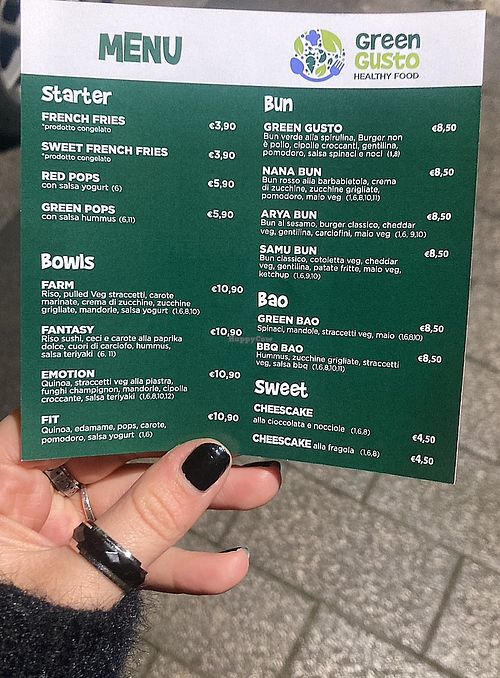 MENU
Green
Gusto
HEALTHY FOOD
Starter
FRENCH FRIES €3,90
*prodotto congelato
SWEET FRENCH FRIES €3,90
*prodotto congelato
RED POPS €5,90
con salsa yogurt (6)
GREEN POPS €5,90
con salsa hummus (6,11)
Bowls
FARM €10,90
Riso, pulled Veg straccetti, carote
marinate, crema di zucchine, zucchine
grigliate, mandorle, salsa yogurt (1,6,8,10)
FANTASY €10,90
Riso sushi, ceci e carote alla paprika
dolce, cuori di carciofo, hummus,
salsa teriyaki (6, 11)
EMOTION €10,90
Quinoa, straccetti veg alla piastra,
funghi champignon, mandorle, cipolla
croccante, salsa teriyaki (1,6,8,10,12)
FIT €10,90
Quinoa, edamame, pops, carote,
pomodoro, salsa yogurt (1,6)
Bun
GREEN GUSTO €8,50
Bun verde alla spirulina, Burger non
è pollo, cipolle croccanti, gentilina,
pomodoro, salsa spinaci e noci (1,8)
NANA BUN €8,50
Bun rosso alla barbabietola, crema
di zucchine, zucchine grigliate,
pomodoro, maio veg (1,6,8,10,11)
ARYA BUN €8,50
Bun al sesamo, burger classico, cheddar
veg, gentilina, carciofini, maio veg (1,6, 9,10)
SAMU BUN €8,50
Bun classico, cotoletta veg, cheddar
veg, gentilina, patate fritte, maio veg,
ketchup (1,6,9,10)
Bao
GREEN BAO €8,50
Spinaci, mandole, straccetti veg, maio (1,6,8,10)
BBQ BAO €8,50
Hummus, zucchine grigliate, straccetti
veg, salsa bbq (1,6,8,10,11)
Sweet
CHEESCAKE
alla cioccolata e nocciole (1,6,8) €4,50
CHEESCAKE alla fragola (1,6,8) €4,50
HappyCow